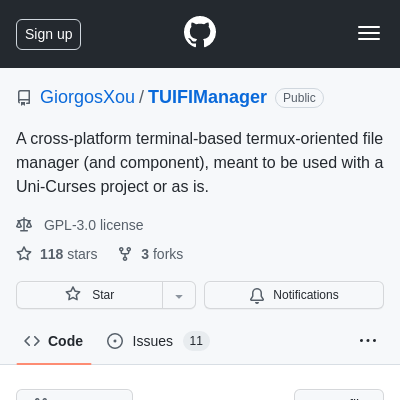 Sign up
GiorgosXou / TUIFIManager Public
A cross-platform terminal-based termux-oriented file
manager (and component), meant to be used with a
Uni-Curses project or as is.
GPL-3.0 license
118 stars 3 forks
Star Notifications
Code Issues 11